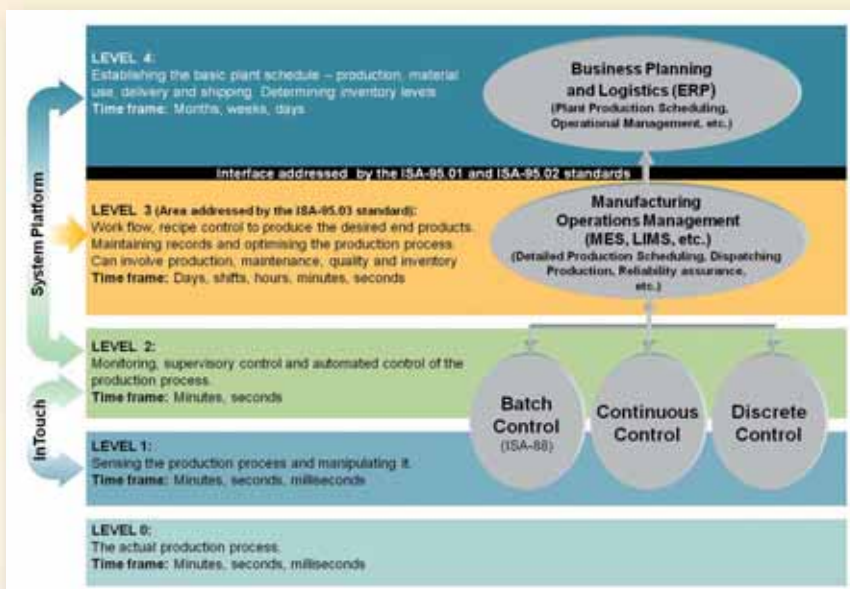 System Platform
InTouch
LEVEL 4:
Establishing the basic plant schedule – production, material
use, delivery and shipping. Determining inventory levels
Time frame: Months, weeks, days
Business Planning
and Logistics (ERP)
(Plant Production Scheduling,
Operational Management, etc.)
Interface addressed by the ISA-95.01 and ISA-95.02 standards
LEVEL 3 (Area addressed by the ISA-95.03 standard):
Work flow, recipe control to produce the desired end products.
Maintaining records and optimising the production process.
Can involve production, maintenance, quality and inventory
Time frame: Days, shifts, hours, minutes, seconds
Manufacturing
Operations Management
(MES, LIMS, etc.)
(Detailed Production Scheduling, Dispatching
Production, Reliability assurance,
etc.)
LEVEL 2:
Monitoring, supervisory control and automated control of the
production process.
Time frame: Minutes, seconds
Batch
Control
(ISA-88)
Continuous
Control
Discrete
Control
LEVEL 1:
Sensing the production process and manipulating it.
Time frame: Minutes, seconds, milliseconds
LEVEL 0:
The actual production process.
Time frame: Minutes, seconds, milliseconds